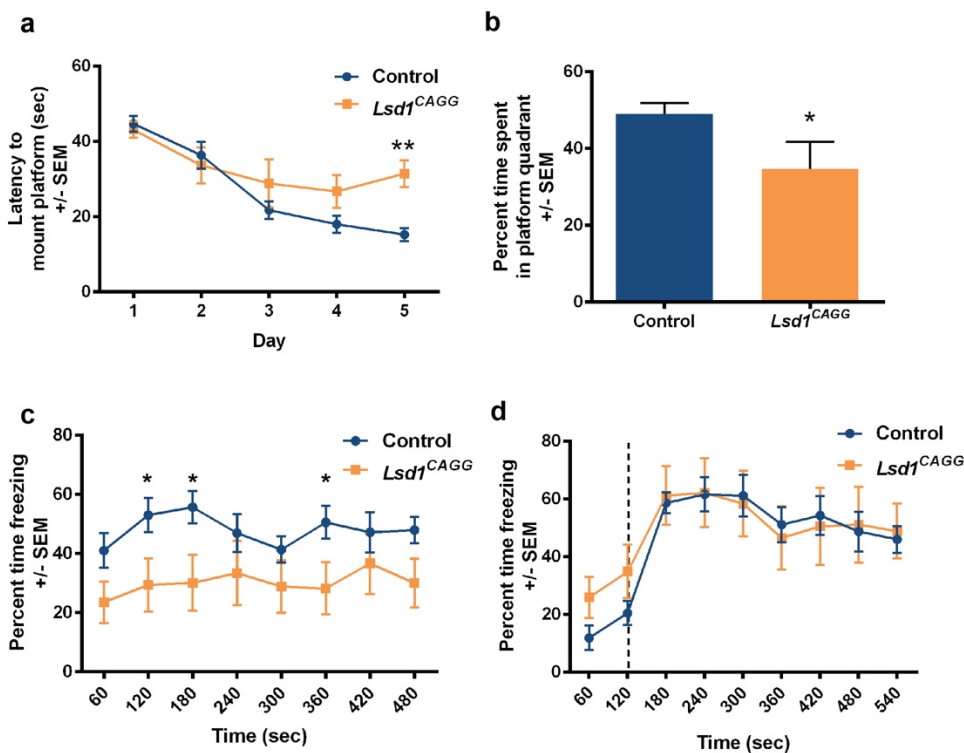 a
Latency to
mount platform (sec)
+/- SEM
60
40
20
0
Control
Lsd1CAGG
**
1 2 3 4 5
Day
b
Percent time spent
in platform quadrant
+/- SEM
60
40
20
0
*
Control Lsd1CAGG
c
Percent time freezing
+/- SEM
80
60
40
20
0
Control
Lsd1CAGG
* * *
60 120 180 240 300 360 420 480
Time (sec)
d
Percent time freezing
+/- SEM
80
60
40
20
0
Control
Lsd1CAGG
60 120 180 240 300 360 420 480 540
Time (sec)